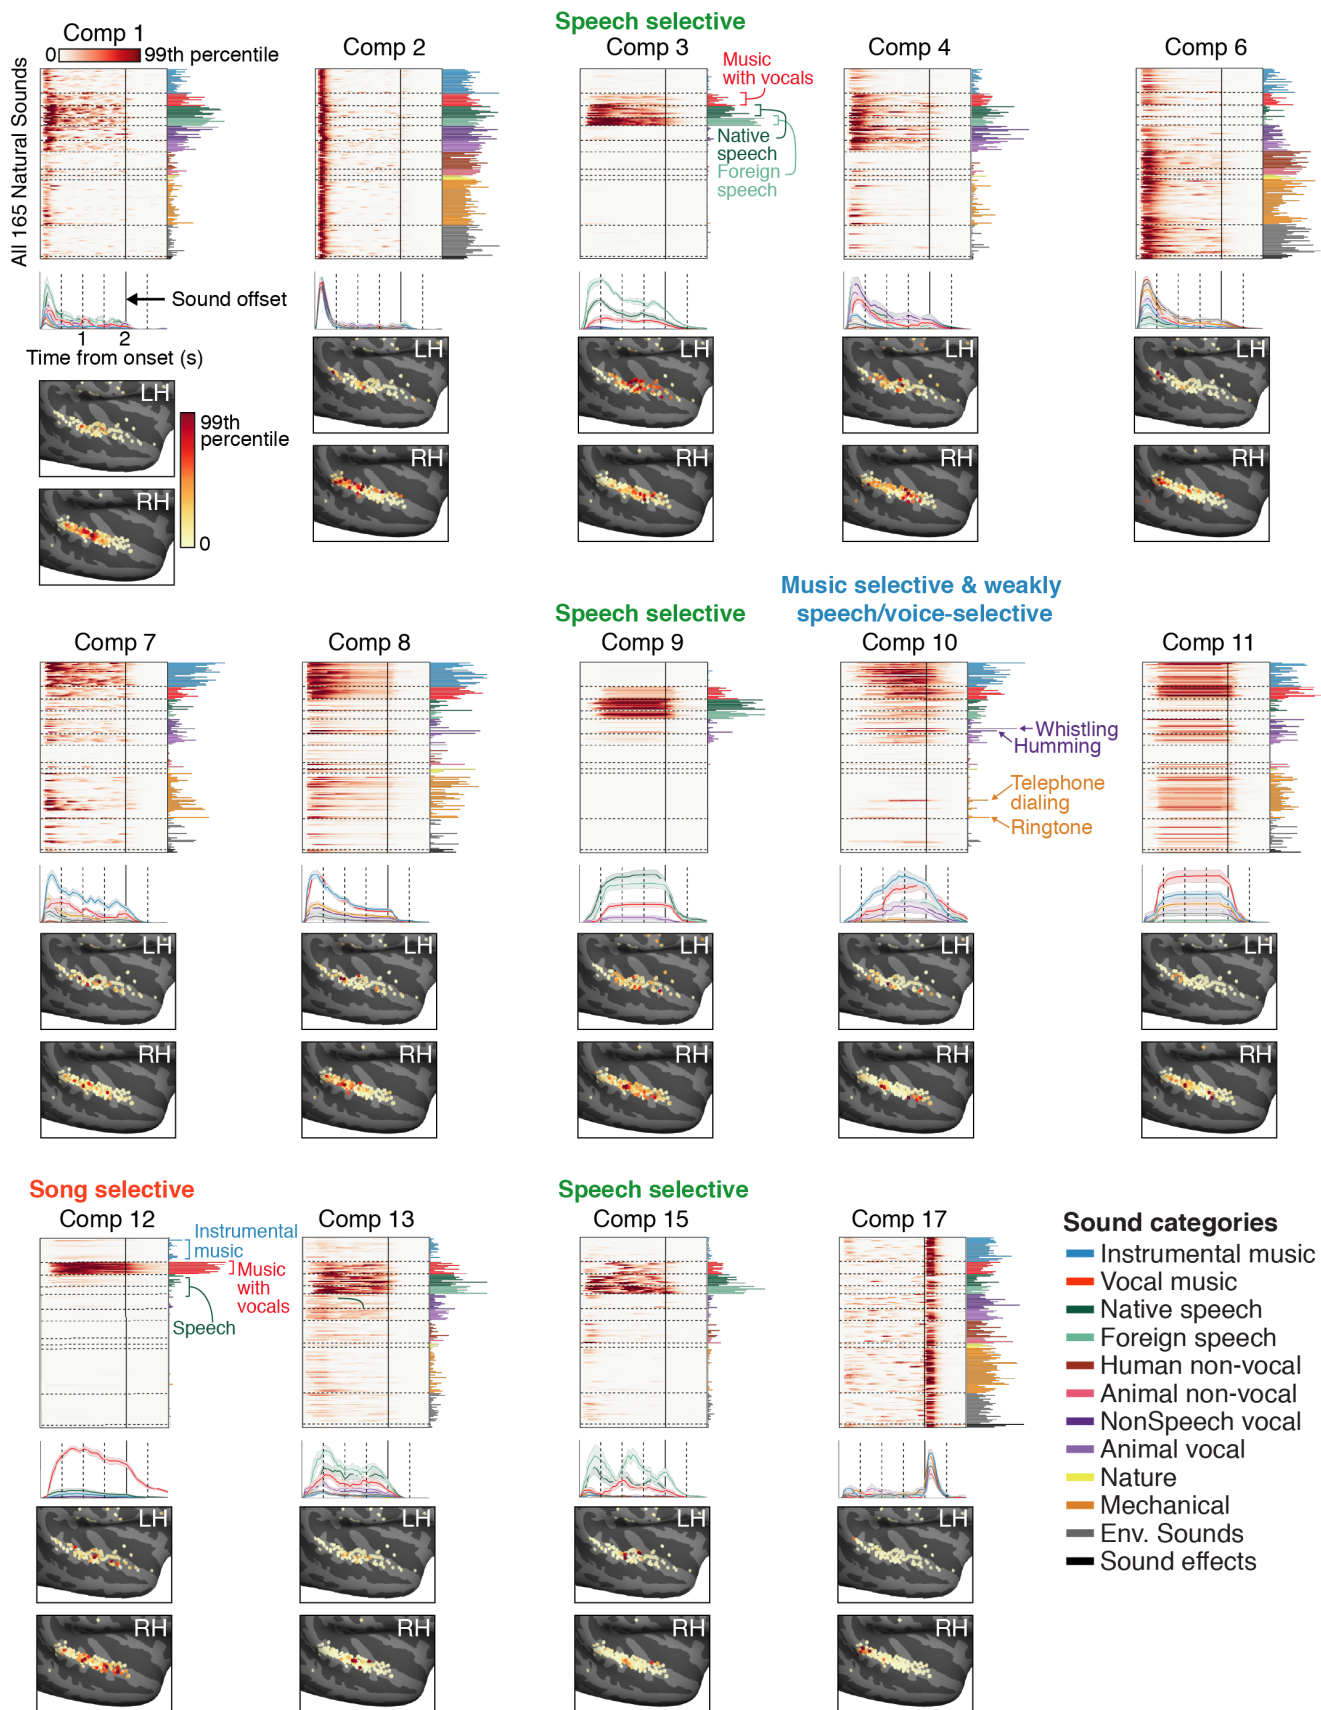 Speech selective
Comp 1
Comp 2
Comp 3
Comp 4
Comp 6
0
99th percentile
All 165 Natural Sounds
Music
with vocals
Native
speech
Foreign
speech
Sound offset
1
2
Time from onset (s)
LH
RH
99th
percentile
0
LH
RH
LH
RH
LH
RH
LH
RH
Speech selective
Music selective & weakly
speech/voice-selective
Comp 7
Comp 8
Comp 9
Comp 10
Comp 11
Whistling
Humming
Telephone
dialing
Ringtone
LH
LH
LH
LH
LH
RH
RH
RH
RH
RH
Song selective
Speech selective
Comp 12
Comp 13
Comp 15
Comp 17
Instrumental
music
Music
with
vocals
Speech
LH
LH
LH
LH
RH
RH
RH
RH
Sound categories
Instrumental music
Vocal music
Native speech
Foreign speech
Human non-vocal
Animal non-vocal
NonSpeech vocal
Animal vocal
Nature
Mechanical
Env. Sounds
Sound effects